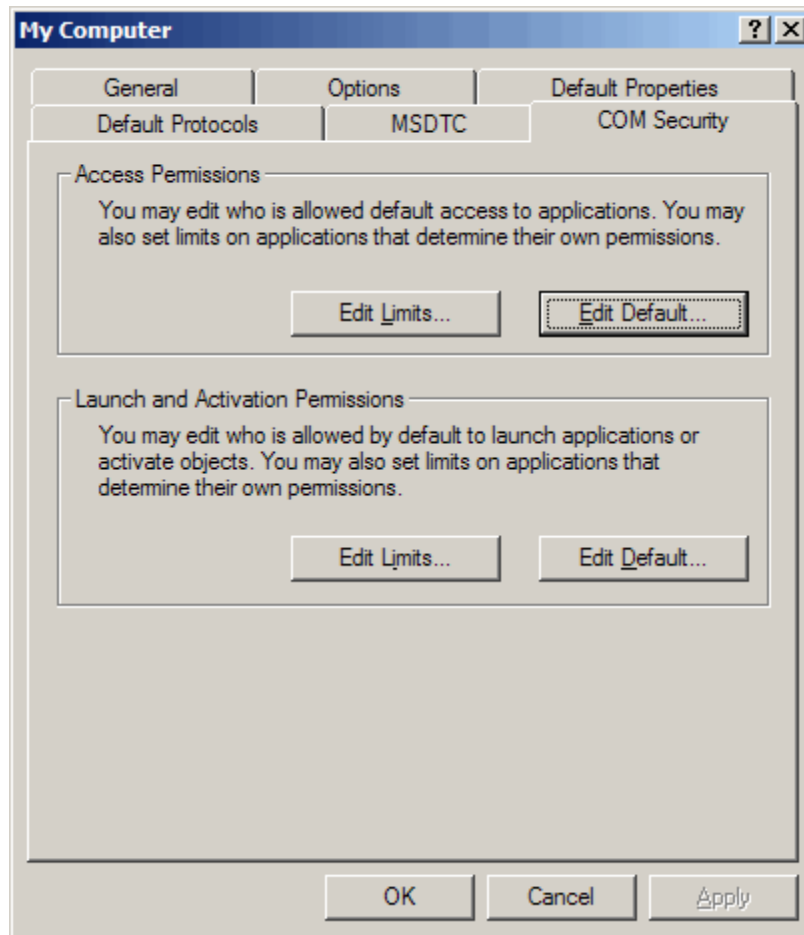 My Computer
General Options Default Properties
Default Protocols MSDTC COM Security
Access Permissions
You may edit who is allowed default access to applications. You may
also set limits on applications that determine their own permissions.
Edit Limits... Edit Default...
Launch and Activation Permissions
You may edit who is allowed by default to launch applications or
activate objects. You may also set limits on applications that
determine their own permissions.
Edit Limits... Edit Default...
OK Cancel Apply